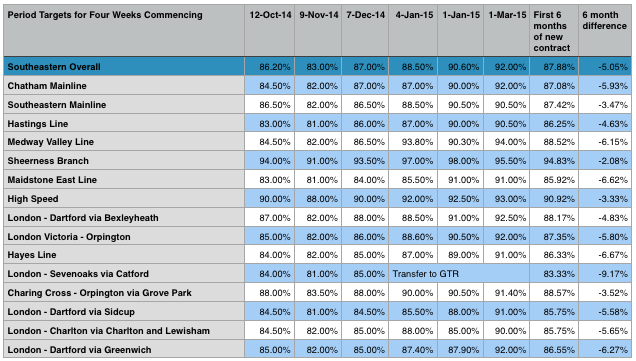 Period Targets for Four Weeks Commencing 12-Oct-14 9-Nov-14 7-Dec-14 4-Jan-15 1-Jan-15 1-Mar-15 First 6 months of new contract 6 month difference
Southeastern Overall 86.20% 83.00% 87.00% 88.50% 90.60% 92.00% 87.88% -5.05%
Chatham Mainline 84.50% 82.00% 87.00% 87.00% 90.00% 92.00% 87.08% -5.93%
Southeastern Mainline 86.50% 82.00% 86.50% 88.50% 90.50% 90.50% 87.42% -3.47%
Hastings Line 83.00% 81.00% 86.00% 87.00% 90.00% 90.50% 86.25% -4.63%
Medway Valley Line 84.50% 82.00% 86.50% 93.80% 90.30% 94.00% 88.52% -6.15%
Sheerness Branch 94.00% 91.00% 93.50% 97.00% 98.00% 95.50% 94.83% -2.08%
Maidstone East Line 83.00% 81.00% 84.00% 85.50% 91.00% 91.00% 85.92% -6.62%
High Speed 90.00% 88.00% 90.00% 92.00% 92.50% 93.00% 90.92% -3.33%
London - Dartford via Bexleyheath 87.00% 82.00% 88.00% 88.50% 91.00% 92.50% 88.17% -4.83%
London Victoria - Orpington 85.00% 82.00% 86.00% 88.60% 90.50% 92.00% 87.35% -5.80%
Hayes Line 84.00% 82.00% 85.00% 87.00% 89.00% 91.00% 86.33% -6.67%
London - Sevenoaks via Catford 84.00% 81.00% 85.00% Transfer to GTR 83.33% -9.17%
Charing Cross - Orpington via Grove Park 88.00% 83.50% 88.00% 90.00% 90.50% 91.40% 88.57% -3.52%
London - Dartford via Sidcup 84.50% 81.00% 84.50% 85.50% 88.00% 91.00% 85.75% -5.58%
London - Charlton via Charlton and Lewisham 84.50% 82.00% 85.00% 88.00% 85.00% 90.00% 85.75% -5.65%
London - Dartford via Greenwich 85.00% 82.00% 85.00% 87.40% 87.90% 92.00% 86.55% -6.27%